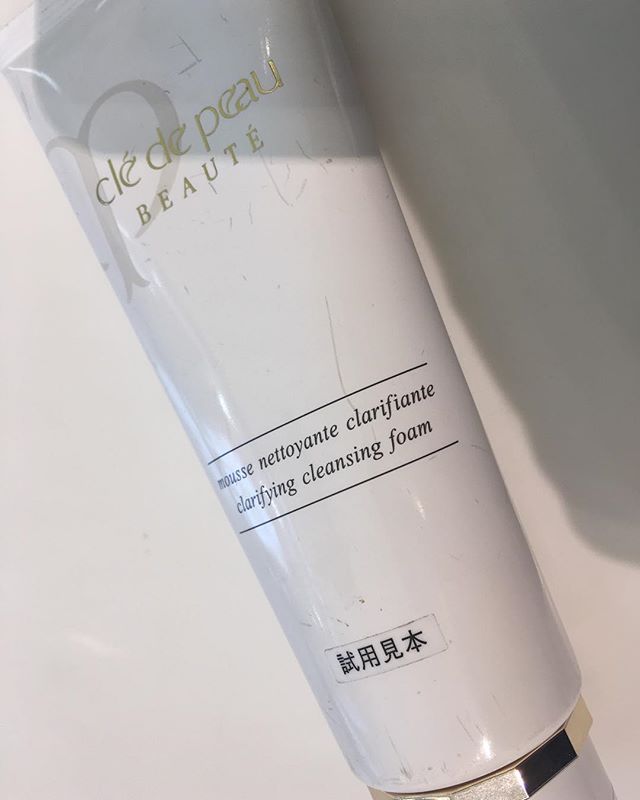 clé de peau
BEAUTÉ
mousse nettoyante clarifiante
clarifying cleansing foam
試用見本